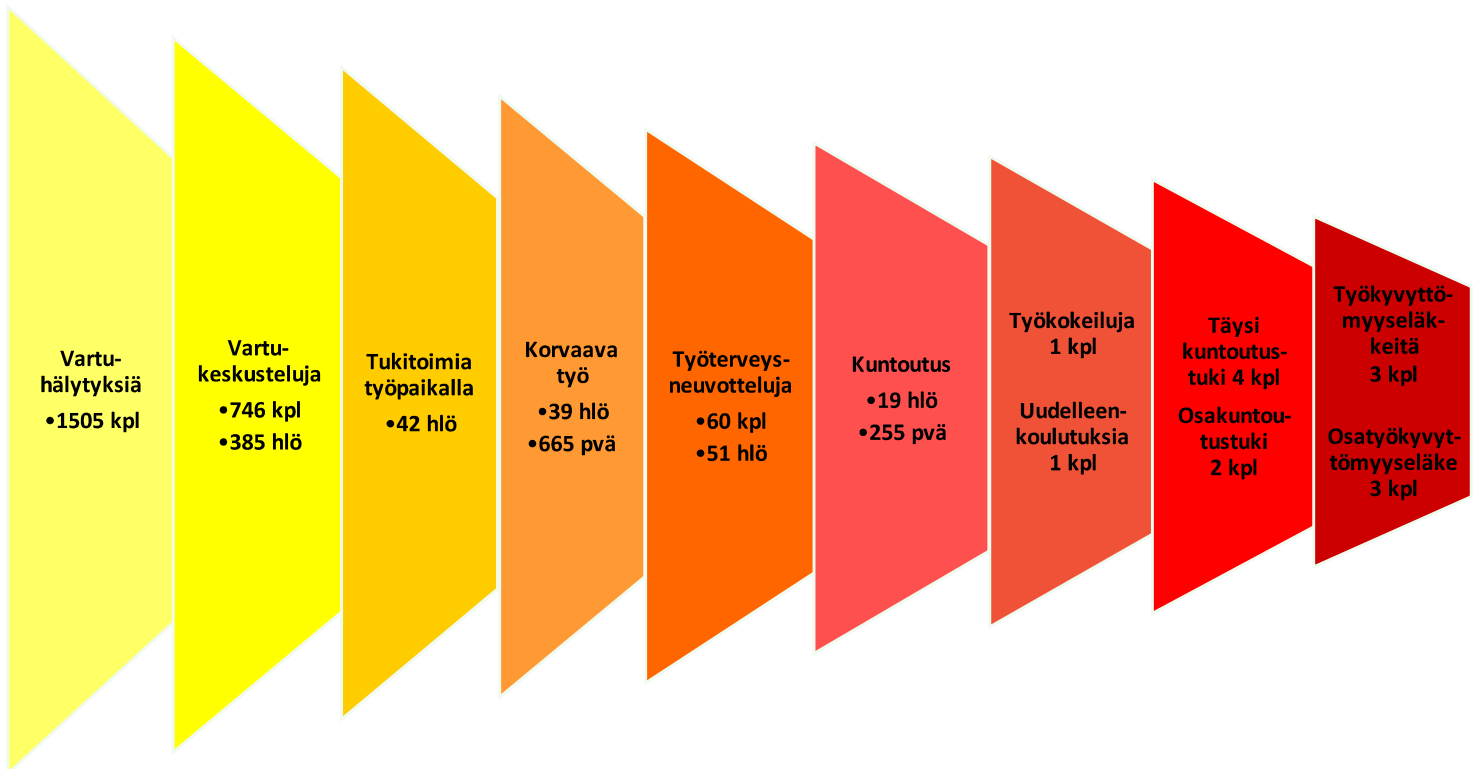 Vartu-
hälytyksiä
•1505 kpl
Vartu-
keskusteluja
•746 kpl
•385 hlö
Tukitoimia
työpaikalla
•42 hlö
Korvaava
työ
•39 hlö
•665 pvä
Työterveys-
neuvotteluja
•60 kpl
•51 hlö
Kuntoutus
•19 hlö
•255 pvä
Työkokeiluja
1 kpl
Uudelleen-
koulutuksia
1 kpl
Täysi
kuntoutus-
tuki 4 kpl
Osakuntou-
tustuki
2 kpl
Työkyvyttö-
myyseläk-
keitä
3 kpl
Osatyökyvyt-
tömyyseläke
3 kpl